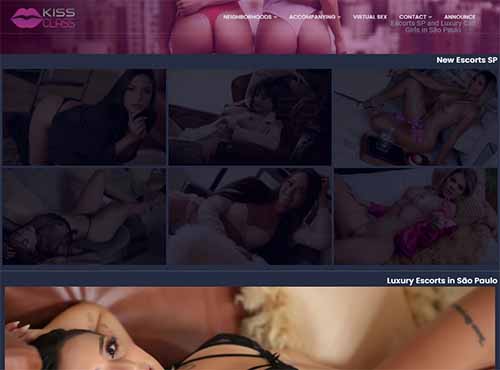 KISS
CLASS
NEIGHBORHOODS
ACCOMPANYING
VIRTUAL SEX
CONTACT
ANNOUNCE
Escorts SP and Luxury Call
Girls in São Paulo
New Escorts SP
Luxury Escorts in São Paulo